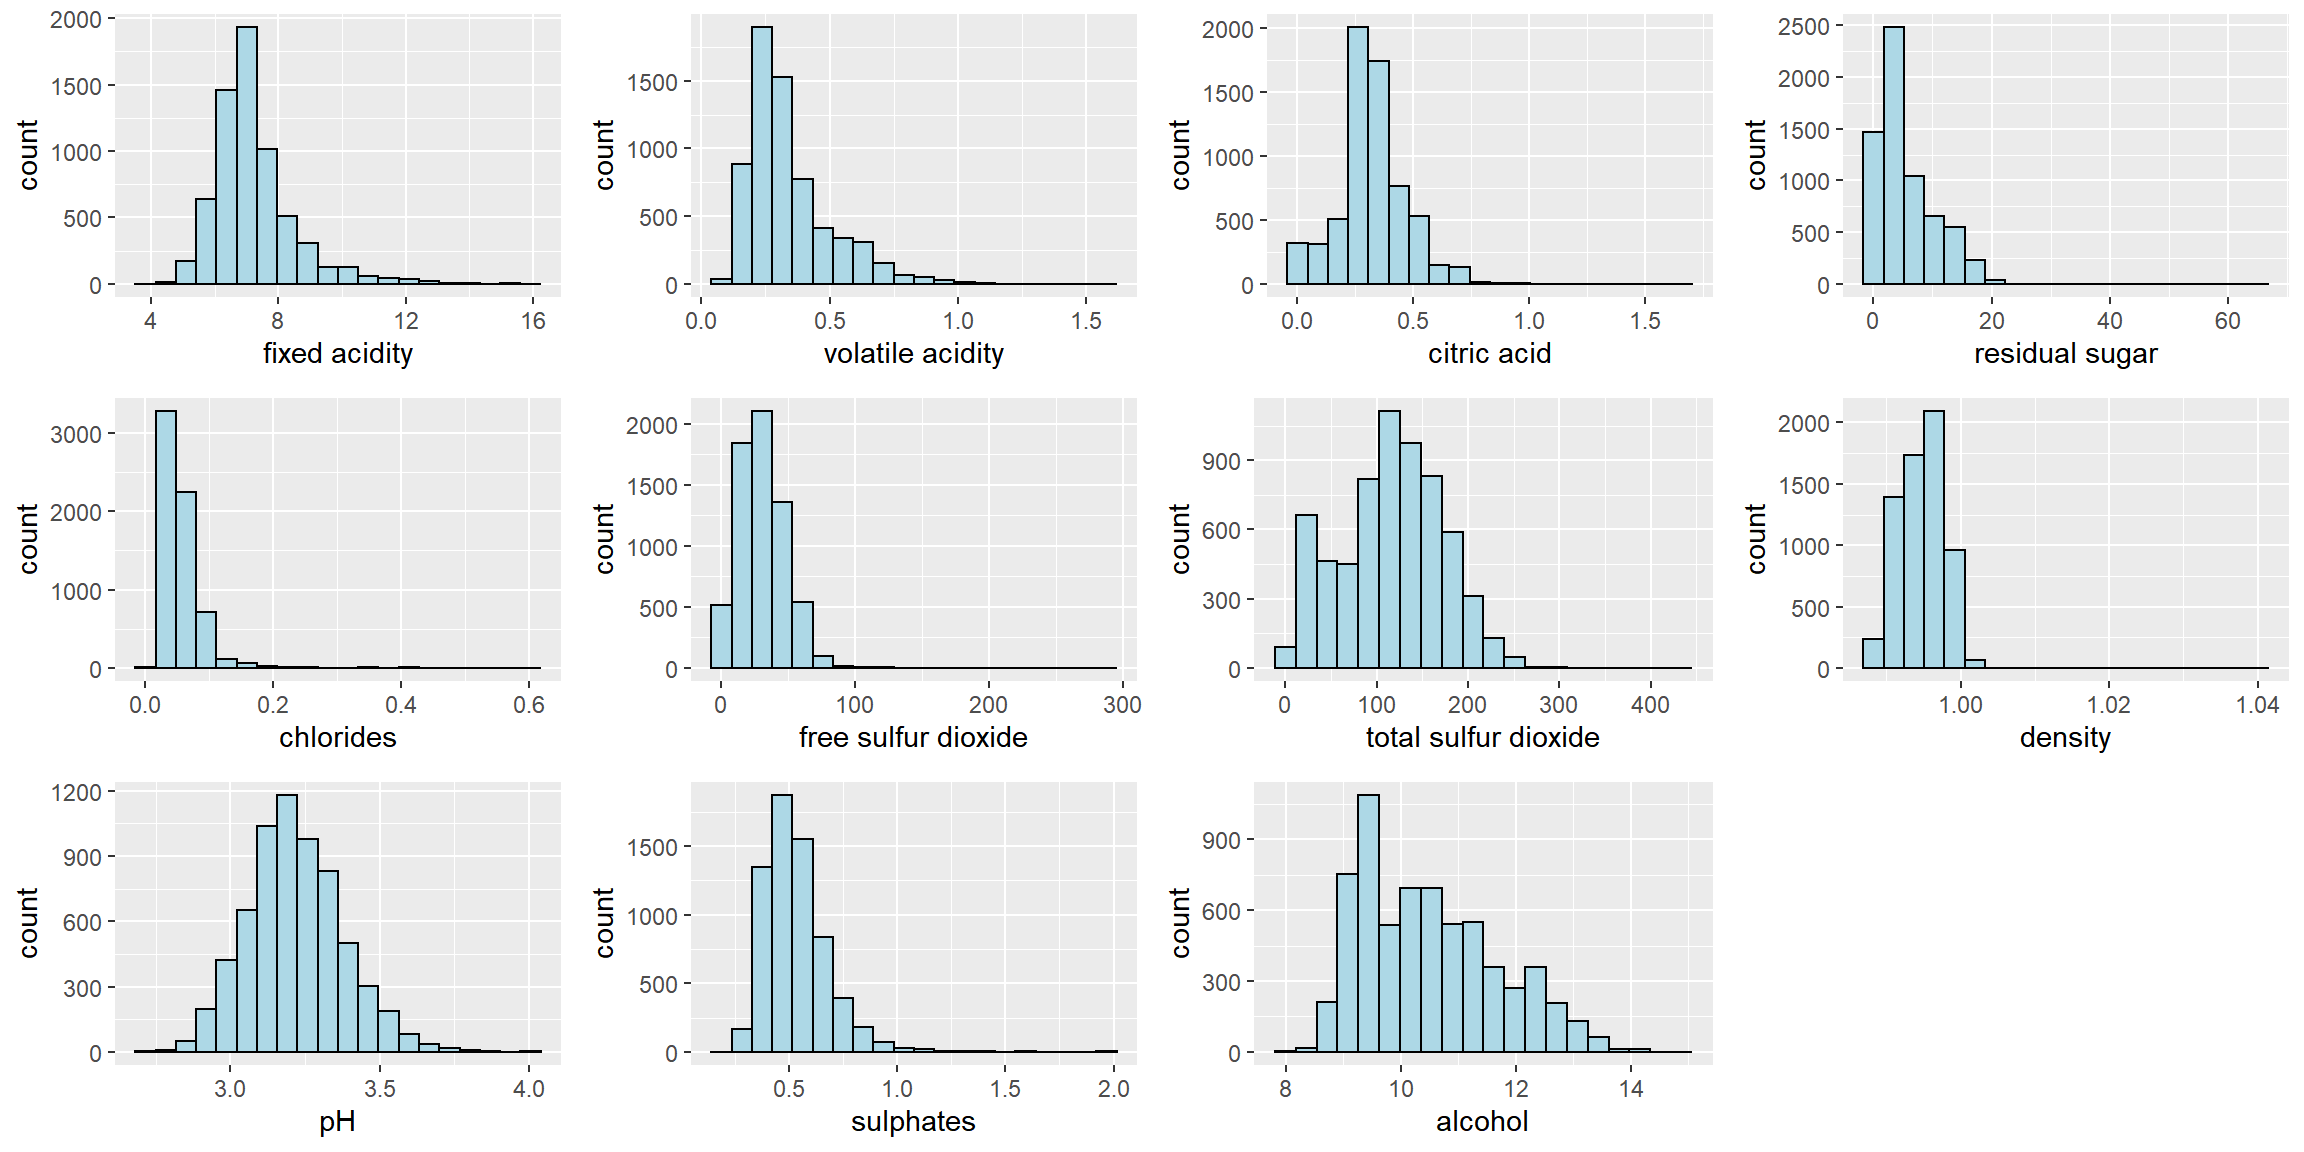 2000
1500
1000
500
0
count
4 8 12 16
fixed acidity
1500
1000
500
0
count
0.0 0.5 1.0 1.5
volatile acidity
2000
1500
1000
500
0
count
0.0 0.5 1.0 1.5
citric acid
2500
2000
1500
1000
500
0
count
0 20 40 60
residual sugar
3000
2000
1000
0
count
0.0 0.2 0.4 0.6
chlorides
2000
1500
1000
500
0
count
0 100 200 300
free sulfur dioxide
900
600
300
0
count
0 100 200 300 400
total sulfur dioxide
2000
1500
1000
500
0
count
1.00 1.02 1.04
density
1200
900
600
300
0
count
3.0 3.5 4.0
pH
1500
1000
500
0
count
0.5 1.0 1.5 2.0
sulphates
900
600
300
0
count
8 10 12 14
alcohol